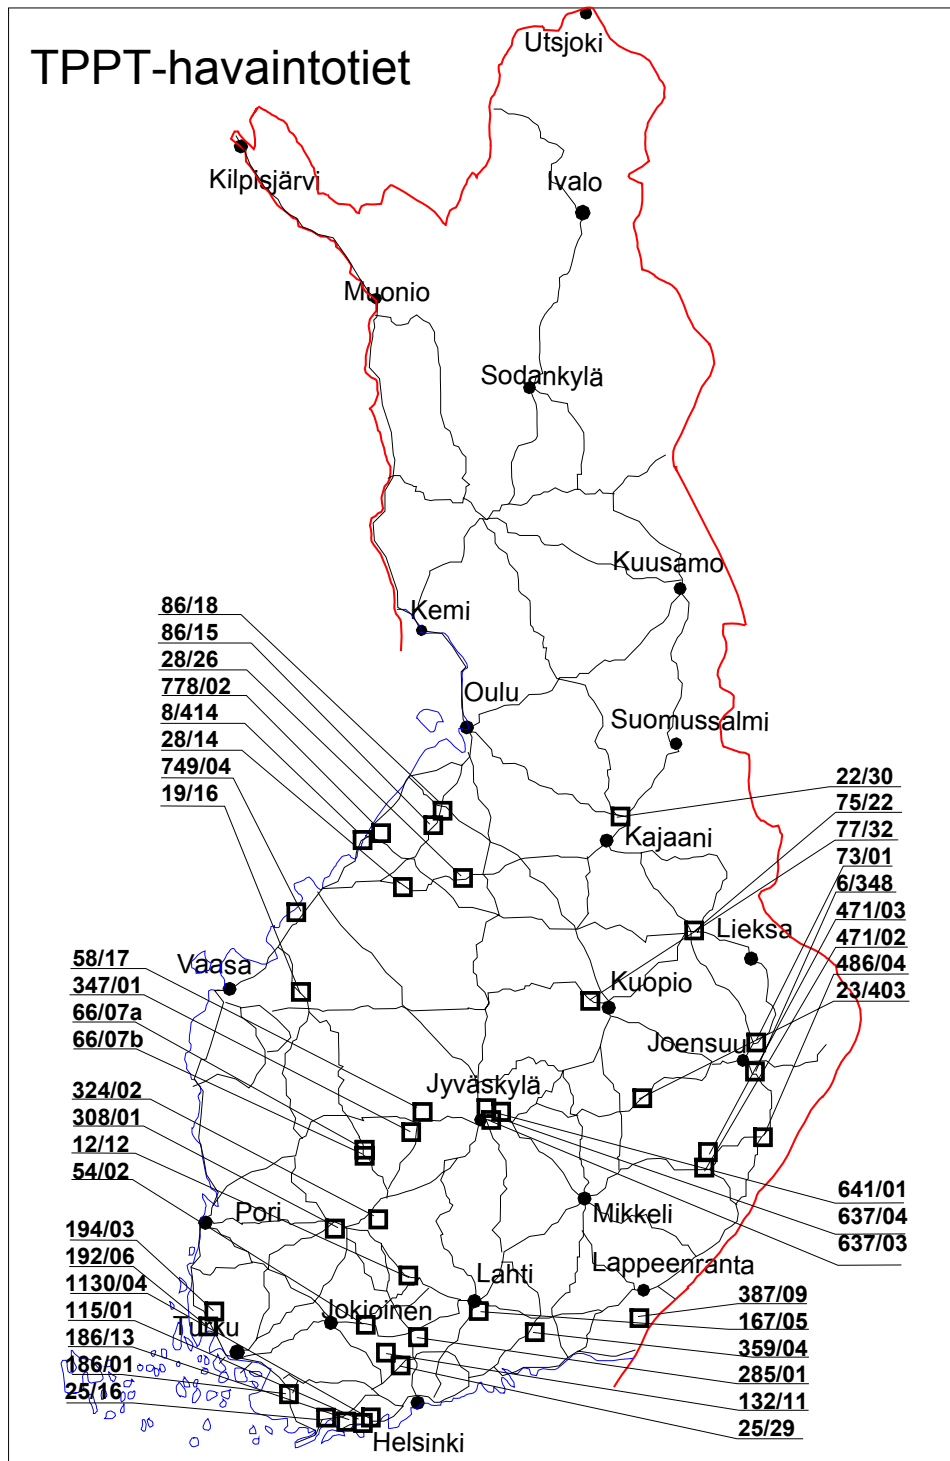 TPPT-havaintotiet
Utsjoki
Kilpisjärvi
Ivalo
Muonio
Sodankylä
Kuusamo
Kemi
Oulu
Suomussalmi
Kajaani
Lieksa
Vaasa
Kuopio
Joensuu
Jyväskylä
Pori
Mikkeli
Lappeenranta
Lahti
Jokioinen
Turku
Helsinki
86/18
86/15
28/26
778/02
8/414
28/14
749/04
19/16
58/17
347/01
66/07a
66/07b
324/02
308/01
12/12
54/02
194/03
192/06
1130/04
115/01
186/13
186/01
25/16
22/30
75/22
77/32
73/01
6/348
471/03
471/02
486/04
23/403
641/01
637/04
637/03
387/09
167/05
359/04
285/01
132/11
25/29